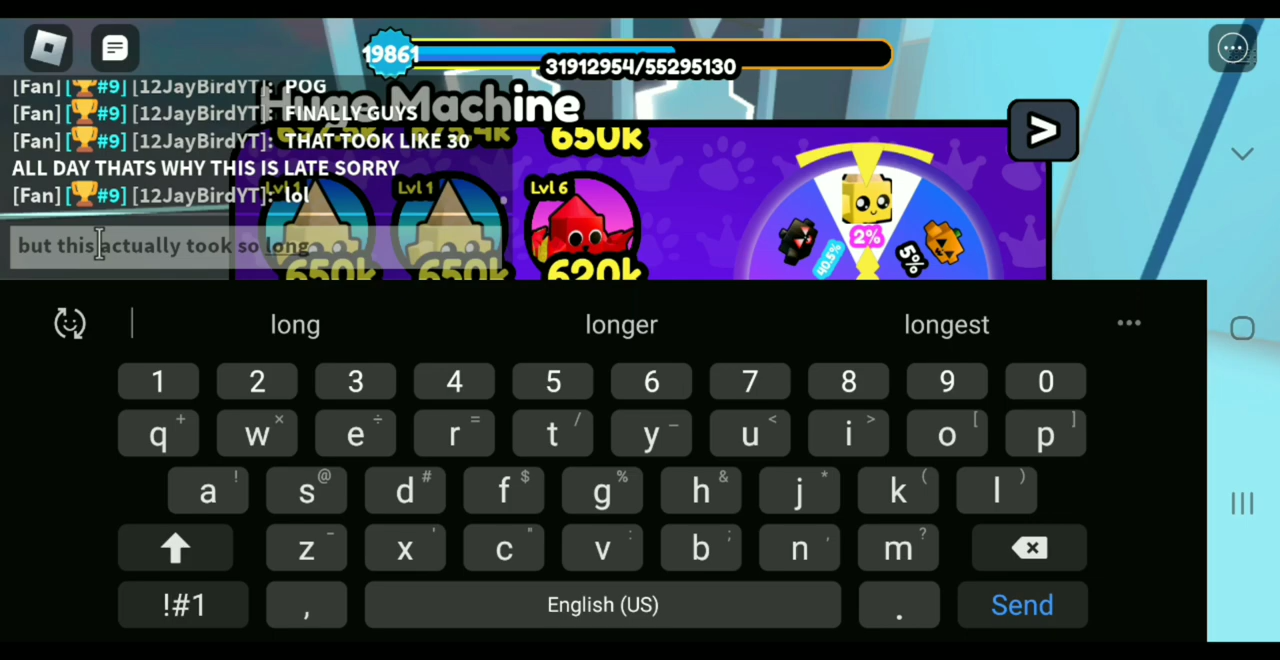 19861
31912954/55295130
[Fan] [🏆#9] [12JayBirdYT]: POG
Huge Machine
[Fan] [🏆#9] [12JayBirdYT]: FINALLY GUYS
[Fan] [🏆#9] [12JayBirdYT]: THAT TOOK LIKE 30
ALL DAY THATS WHY THIS IS LATE SORRY
[Fan] [🏆#9] [12JayBirdYT]: lol
650k
>
Lvl 1 Lvl 6
650k 650k 620k
2%
40.5%
5%
but this actually took so long
long longer longest
1 2 3 4 5 6 7 8 9 0
q + w × e ÷ r = t / y _ u < i > o [ p ]
a ! s @ d # f $ g % h & j * k ( l )
z - x ' c " v : b ; n , m ?
!#1 , English (US) . Send